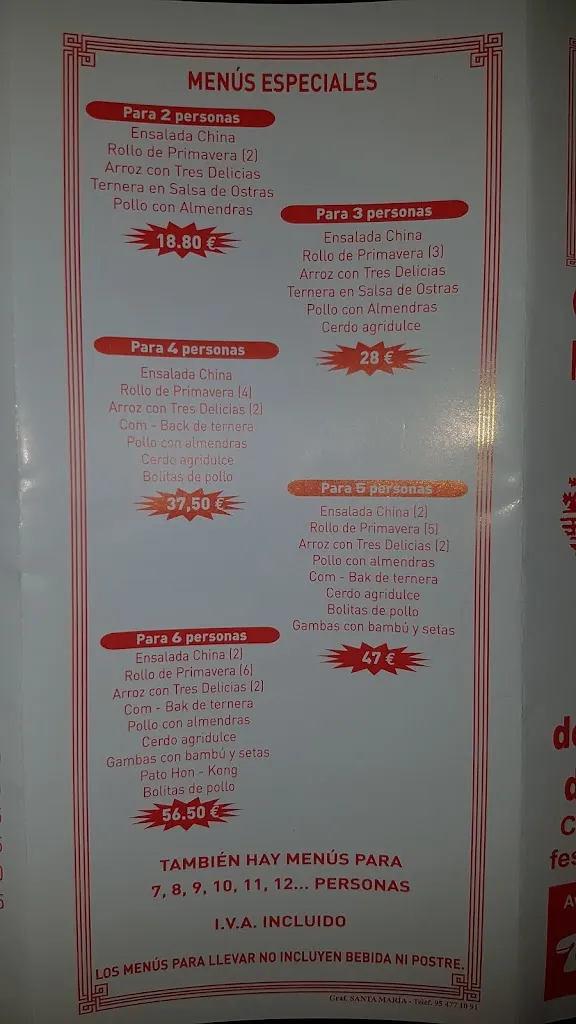 MENÚS ESPECIALES
Para 2 personas
Ensalada China
Rollo de Primavera (2)
Arroz con Tres Delicias
Ternera en Salsa de Ostras
Pollo con Almendras
18.80 €
Para 3 personas
Ensalada China
Rollo de Primavera (3)
Arroz con Tres Delicias
Ternera en Salsa de Ostras
Pollo con Almendras
Cerdo agridulce
28 €
Para 4 personas
Ensalada China
Rollo de Primavera (4)
Arroz con Tres Delicias (2)
Com - Back de ternera
Pollo con almendras
Cerdo agridulce
Bolitas de pollo
37,50 €
Para 5 personas
Ensalada China (2)
Rollo de Primavera (5)
Arroz con Tres Delicias (2)
Pollo con almendras
Com - Bak de ternera
Cerdo agridulce
Bolitas de pollo
Gambas con bambú y setas
47 €
Para 6 personas
Ensalada China (2)
Rollo de Primavera (6)
Arroz con Tres Delicias (2)
Com - Bak de ternera
Pollo con almendras
Cerdo agridulce
Gambas con bambú y setas
Pato Hon - Kong
Bolitas de pollo
56.50 €
TAMBIÉN HAY MENÚS PARA
7, 8, 9, 10, 11, 12... PERSONAS
I.V.A. INCLUIDO
LOS MENÚS PARA LLEVAR NO INCLUYEN BEBIDA NI POSTRE.
Graf. SANTA MARÍA - Teléf. 95 477 10 91